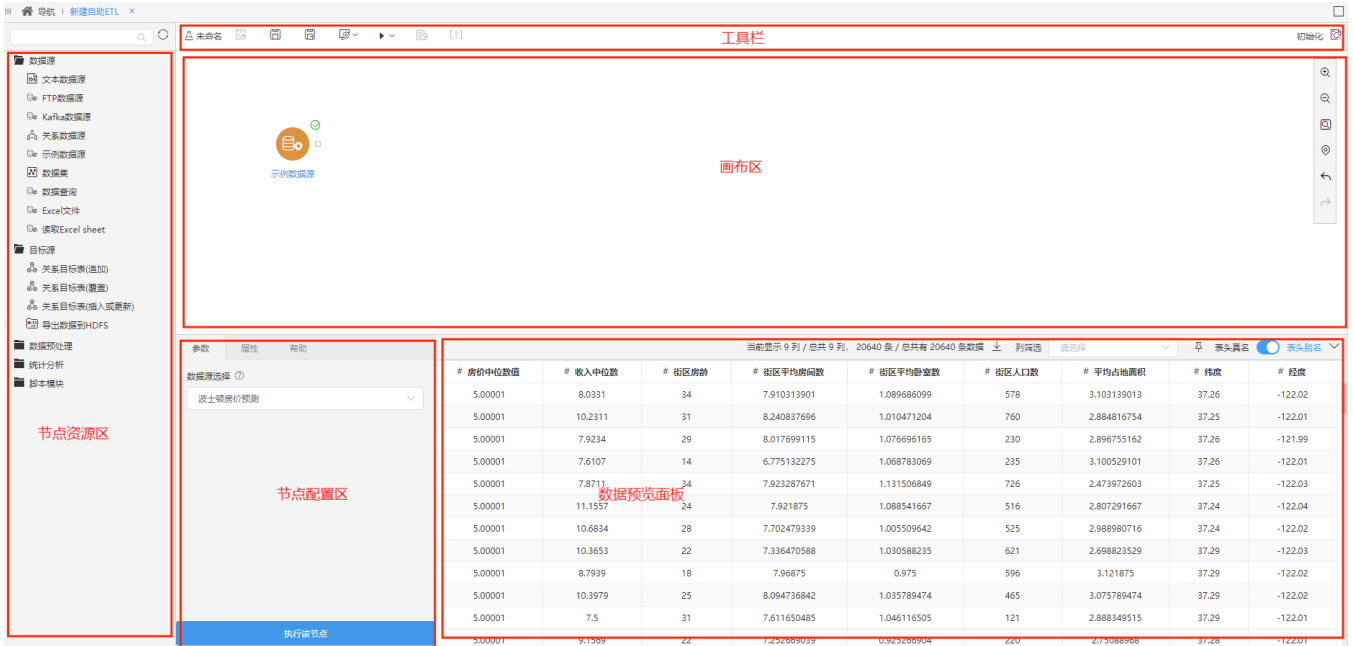 导航 新建自助ETL ×
未命名 [?] 工具栏 初始化
数据源
文本数据源
FTP数据源
Kafka数据源
关系数据源
示例数据源
数据集
数据查询
Excel文件
读取Excel sheet
目标源
关系目标表(追加)
关系目标表(覆盖)
关系目标表(插入或更新)
导出数据到HDFS
数据预处理
统计分析
脚本模块
节点资源区
示例数据源
画布区
参数 属性 帮助
数据源选择 ?
波士顿房价预测
节点配置区
执行该节点
当前显示 9 列 / 总共 9 列, 20640 条 / 总共有 20640 条数据 列筛选 请选择 表头真名 表头别名
# 房价中位数值 # 收入中位数 # 街区房龄 # 街区平均房间数 # 街区平均卧室数 # 街区人口数 # 平均占地面积 # 纬度 # 经度
5.00001 8.0331 34 7.910313901 1.089686099 578 3.103139013 37.26 -122.02
5.00001 10.2311 31 8.240837696 1.010471204 760 2.884816754 37.25 -122.01
5.00001 7.9234 29 8.017699115 1.076696165 230 2.896755162 37.26 -121.99
5.00001 7.6107 14 6.775132275 1.068783069 235 3.100529101 37.26 -122.01
5.00001 7.8711 34 7.923287671 1.131506849 726 2.473972603 37.25 -122.03
数据预览面板
5.00001 11.1557 24 7.921875 1.088541667 516 2.807291667 37.24 -122.04
5.00001 10.6834 28 7.702479339 1.005509642 525 2.988980716 37.24 -122.02
5.00001 10.3653 22 7.336470588 1.030588235 621 2.698823529 37.29 -122.03
5.00001 8.7939 18 7.96875 0.975 596 3.121875 37.29 -122.02
5.00001 10.3979 25 8.094736842 1.035789474 465 3.075789474 37.29 -122.02
5.00001 7.5 31 7.611650485 1.046116505 121 2.888349515 37.29 -122.01
5.00001 9.1569 22 7.252669039 0.925266904 220 2.75088968 37.28 -122.01